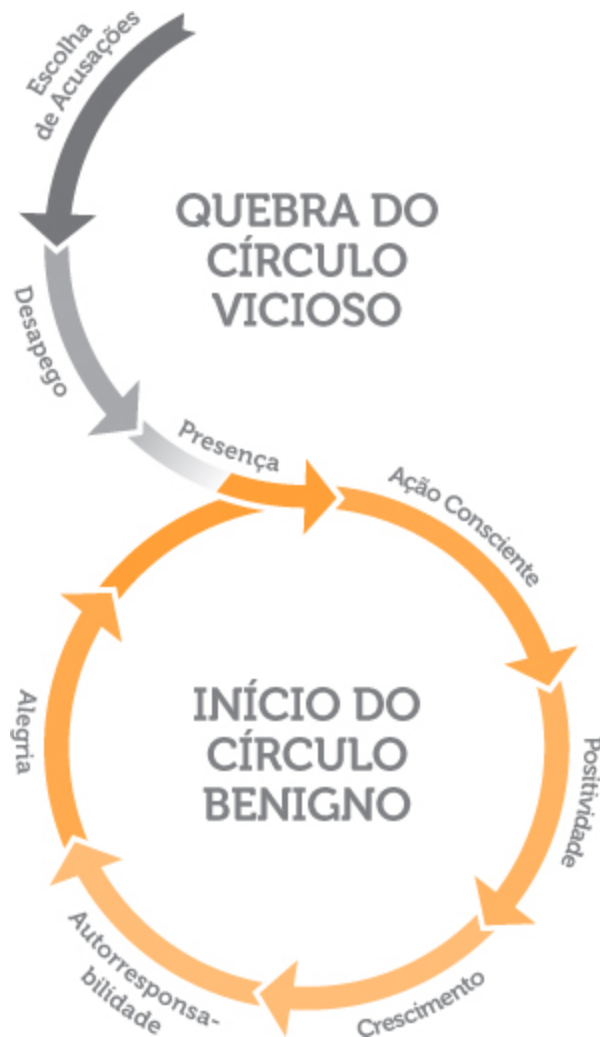 Escolha
de Acusações
QUEBRA DO
CÍRCULO
VICIOSO
Desapego
Presença
Ação Consciente
INÍCIO DO
CÍRCULO
BENIGNO
Positividade
Crescimento
Autorresponsa-
bilidade
Alegria